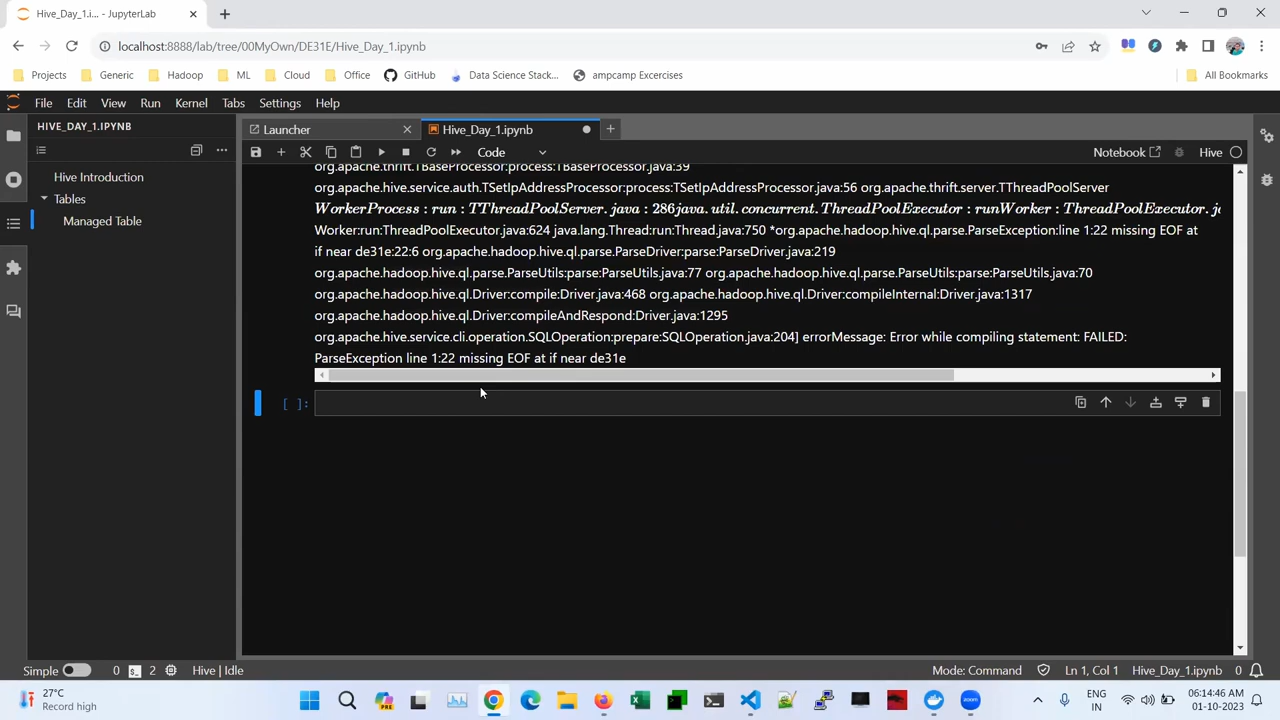 Hive_Day_1.i... - JupyterLab
localhost:8888/lab/tree/00MyOwn/DE31E/Hive_Day_1.ipynb
Projects Generic Hadoop ML Cloud Office GitHub Data Science Stack... ampcamp Excercises All Bookmarks
File Edit View Run Kernel Tabs Settings Help
HIVE_DAY_1.IPYNB
Launcher
Hive_Day_1.ipynb
Code
Notebook
Hive
Hive Introduction
Tables
Managed Table
org.apache.thrift.TBaseProcessor:process:TBaseProcessor.java:39
org.apache.hive.service.auth.TSetIpAddressProcessor:process:TSetIpAddressProcessor.java:56 org.apache.thrift.server.TThreadPoolServer
WorkerProcess : run : TThreadPoolServer. java : 286java. util. concurrent. ThreadPoolExecutor : runWorker : ThreadPoolExecutor. jo
Worker:run:ThreadPoolExecutor.java:624 java.lang.Thread:run:Thread.java:750 *org.apache.hadoop.hive.ql.parse.ParseException:line 1:22 missing EOF at
if near de31e:22:6 org.apache.hadoop.hive.ql.parse.ParseDriver:parse:ParseDriver.java:219
org.apache.hadoop.hive.ql.parse.ParseUtils:parse:ParseUtils.java:77 org.apache.hadoop.hive.ql.parse.ParseUtils:parse:ParseUtils.java:70
org.apache.hadoop.hive.ql.Driver:compile:Driver.java:468 org.apache.hadoop.hive.ql.Driver:compileInternal:Driver.java:1317
org.apache.hadoop.hive.ql.Driver:compileAndRespond:Driver.java:1295
org.apache.hive.service.cli.operation.SQLOperation:prepare:SQLOperation.java:204] errorMessage: Error while compiling statement: FAILED:
ParseException line 1:22 missing EOF at if near de31e
[ ]:
Simple 0 2 Hive | Idle Mode: Command Ln 1, Col 1 Hive_Day_1.ipynb 0
27°C
Record high
PRE
zoom
ENG
IN
06:14:46 AM
01-10-2023